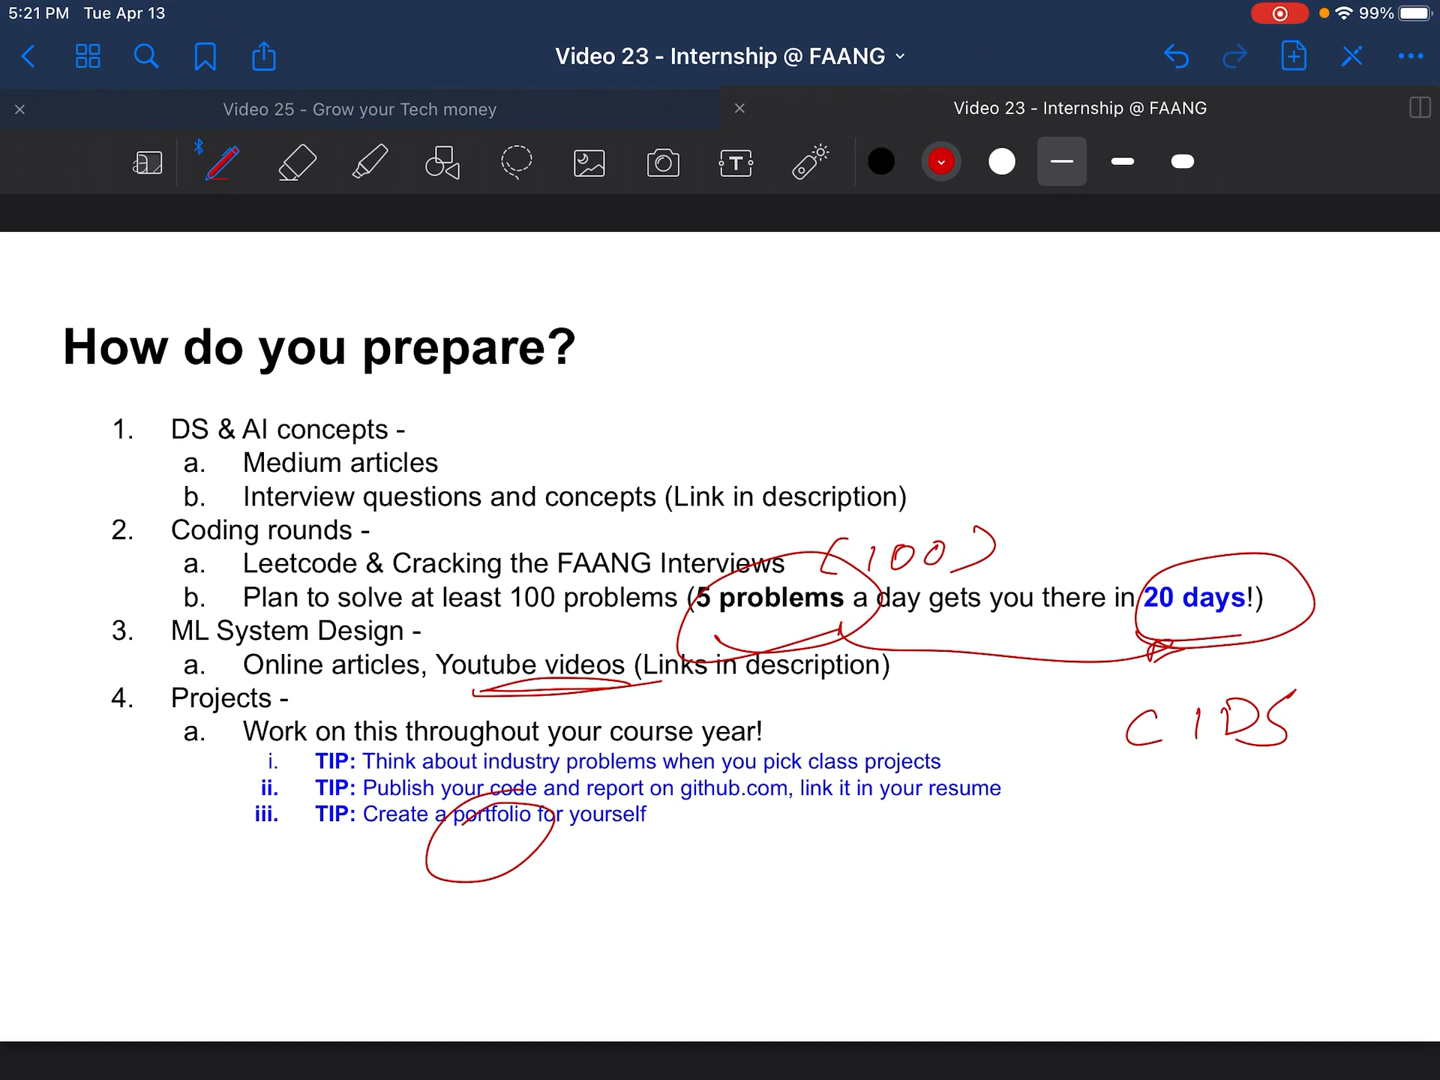 5:21 PM Tue Apr 13
99%
Video 23 - Internship @ FAANG
Video 25 - Grow your Tech money
Video 23 - Internship @ FAANG
How do you prepare?
1. DS & AI concepts -
a. Medium articles
b. Interview questions and concepts (Link in description)
2. Coding rounds -
a. Leetcode & Cracking the FAANG Interviews
(100)
b. Plan to solve at least 100 problems (5 problems a day gets you there in 20 days!)
3. ML System Design -
a. Online articles, Youtube videos (Links in description)
4. Projects -
CIDS
a. Work on this throughout your course year!
i. TIP: Think about industry problems when you pick class projects
ii. TIP: Publish your code and report on github.com, link it in your resume
iii. TIP: Create a portfolio for yourself